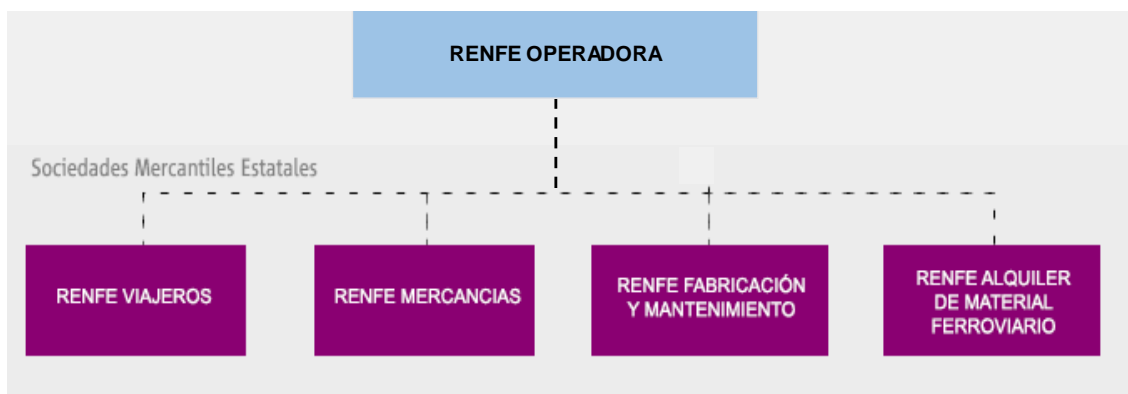 RENFE OPERADORA
Sociedades Mercantiles Estatales
RENFE VIAJEROS
RENFE MERCANCIAS
RENFE FABRICACIÓN
Y MANTENIMIENTO
RENFE ALQUILER
DE MATERIAL
FERROVIARIO